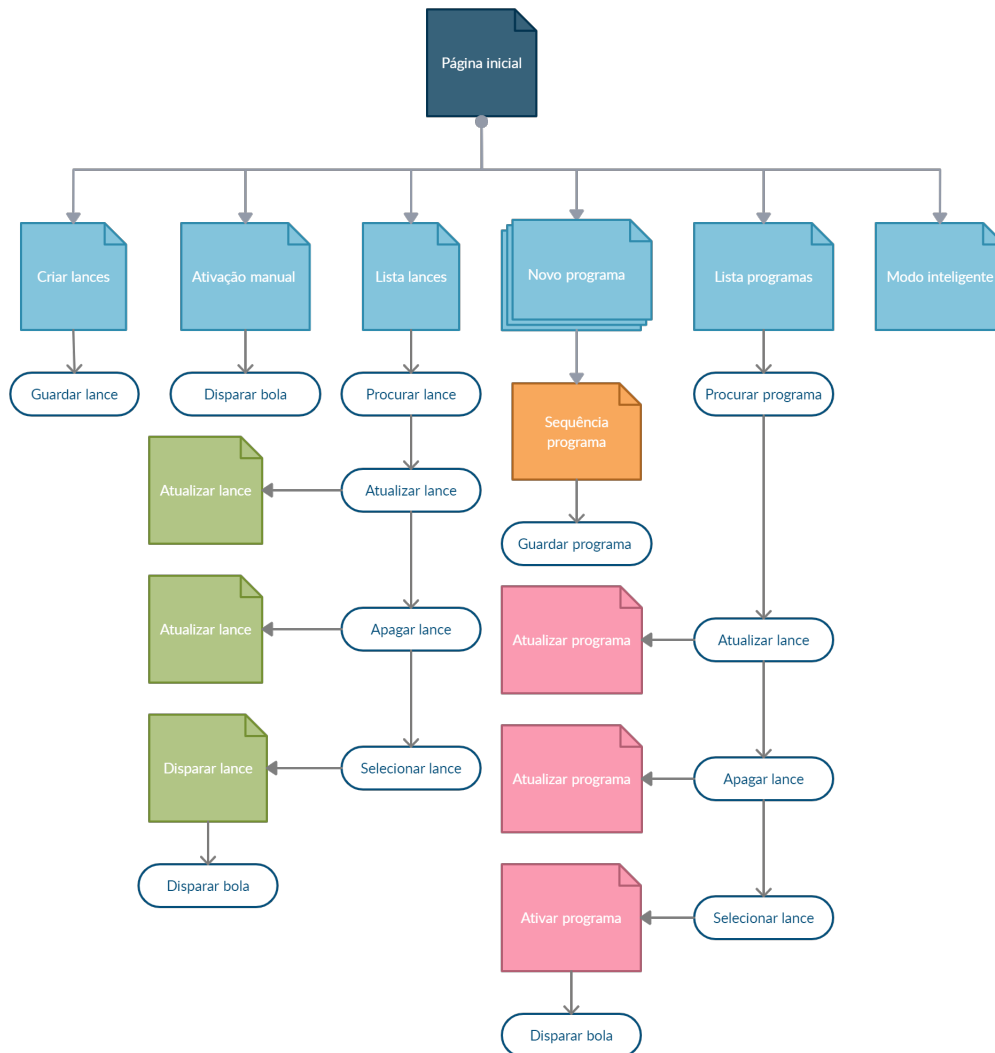 Página inicial
Criar lances
Ativação manual
Lista lances
Novo programa
Lista programas
Modo inteligente
Guardar lance
Disparar bola
Procurar lance
Sequência
programa
Procurar programa
Atualizar lance
Atualizar lance
Guardar programa
Atualizar lance
Apagar lance
Atualizar programa
Atualizar lance
Disparar lance
Selecionar lance
Atualizar programa
Apagar lance
Disparar bola
Ativar programa
Selecionar lance
Disparar bola